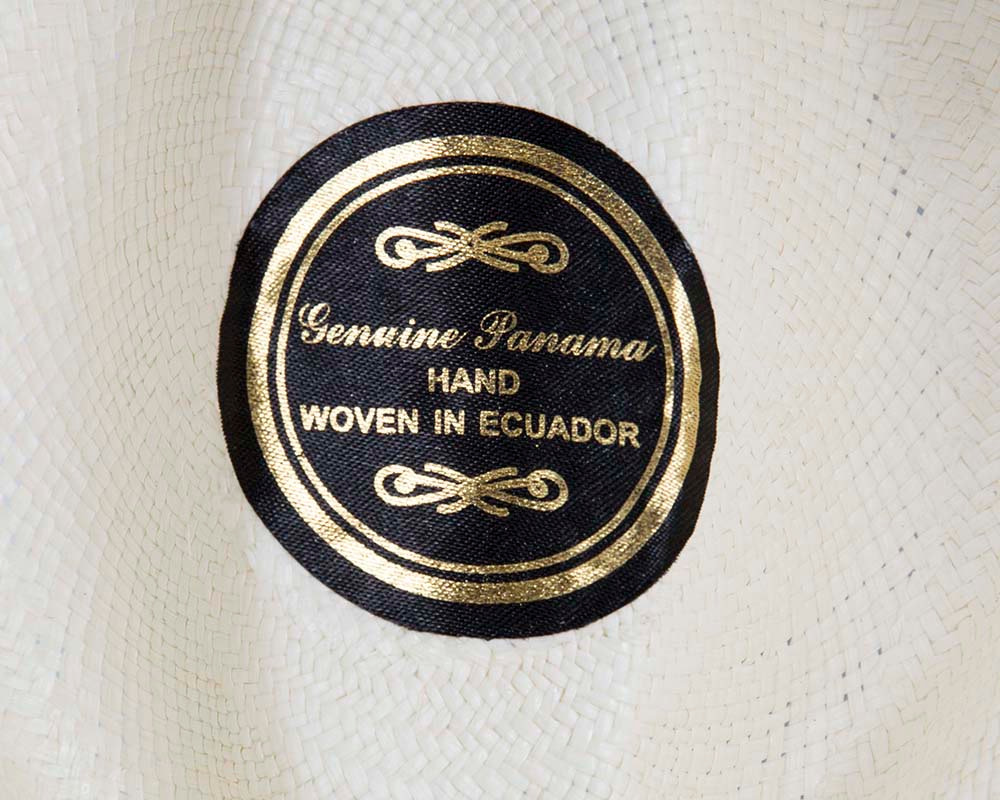 Genuine Panama
HAND
WOVEN IN ECUADOR